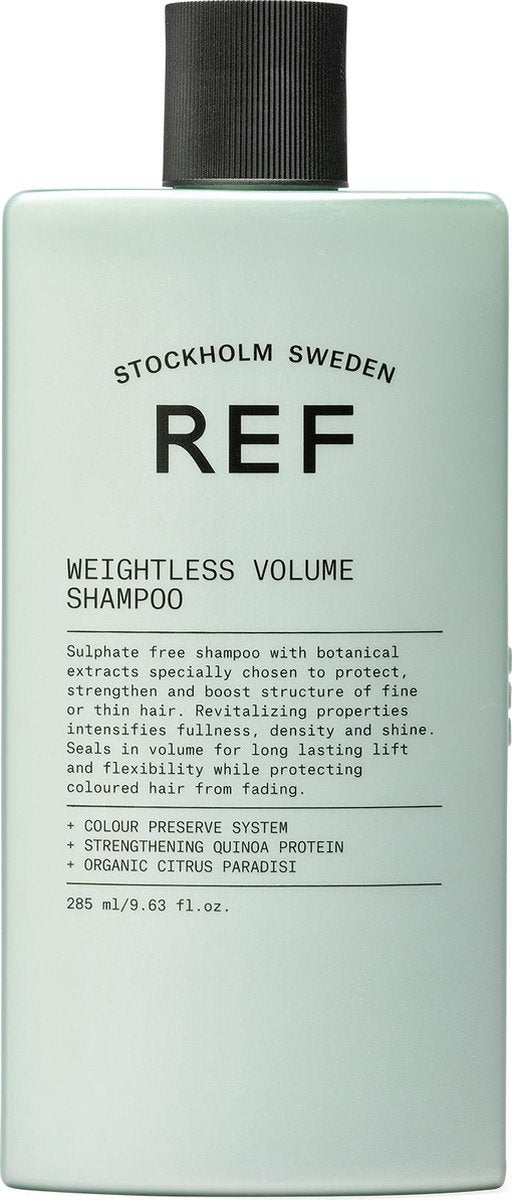 STOCKHOLM SWEDEN
REF
WEIGHTLESS VOLUME
SHAMPOO
Sulphate free shampoo with botanical
extracts specially chosen to protect,
strengthen and boost structure of fine
or thin hair. Revitalizing properties
intensifies fullness, density and shine.
Seals in volume for long lasting lift
and flexibility while protecting
coloured hair from fading.
+ COLOUR PRESERVE SYSTEM
+ STRENGTHENING QUINOA PROTEIN
+ ORGANIC CITRUS PARADISI
285 ml/9.63 fl.oz.